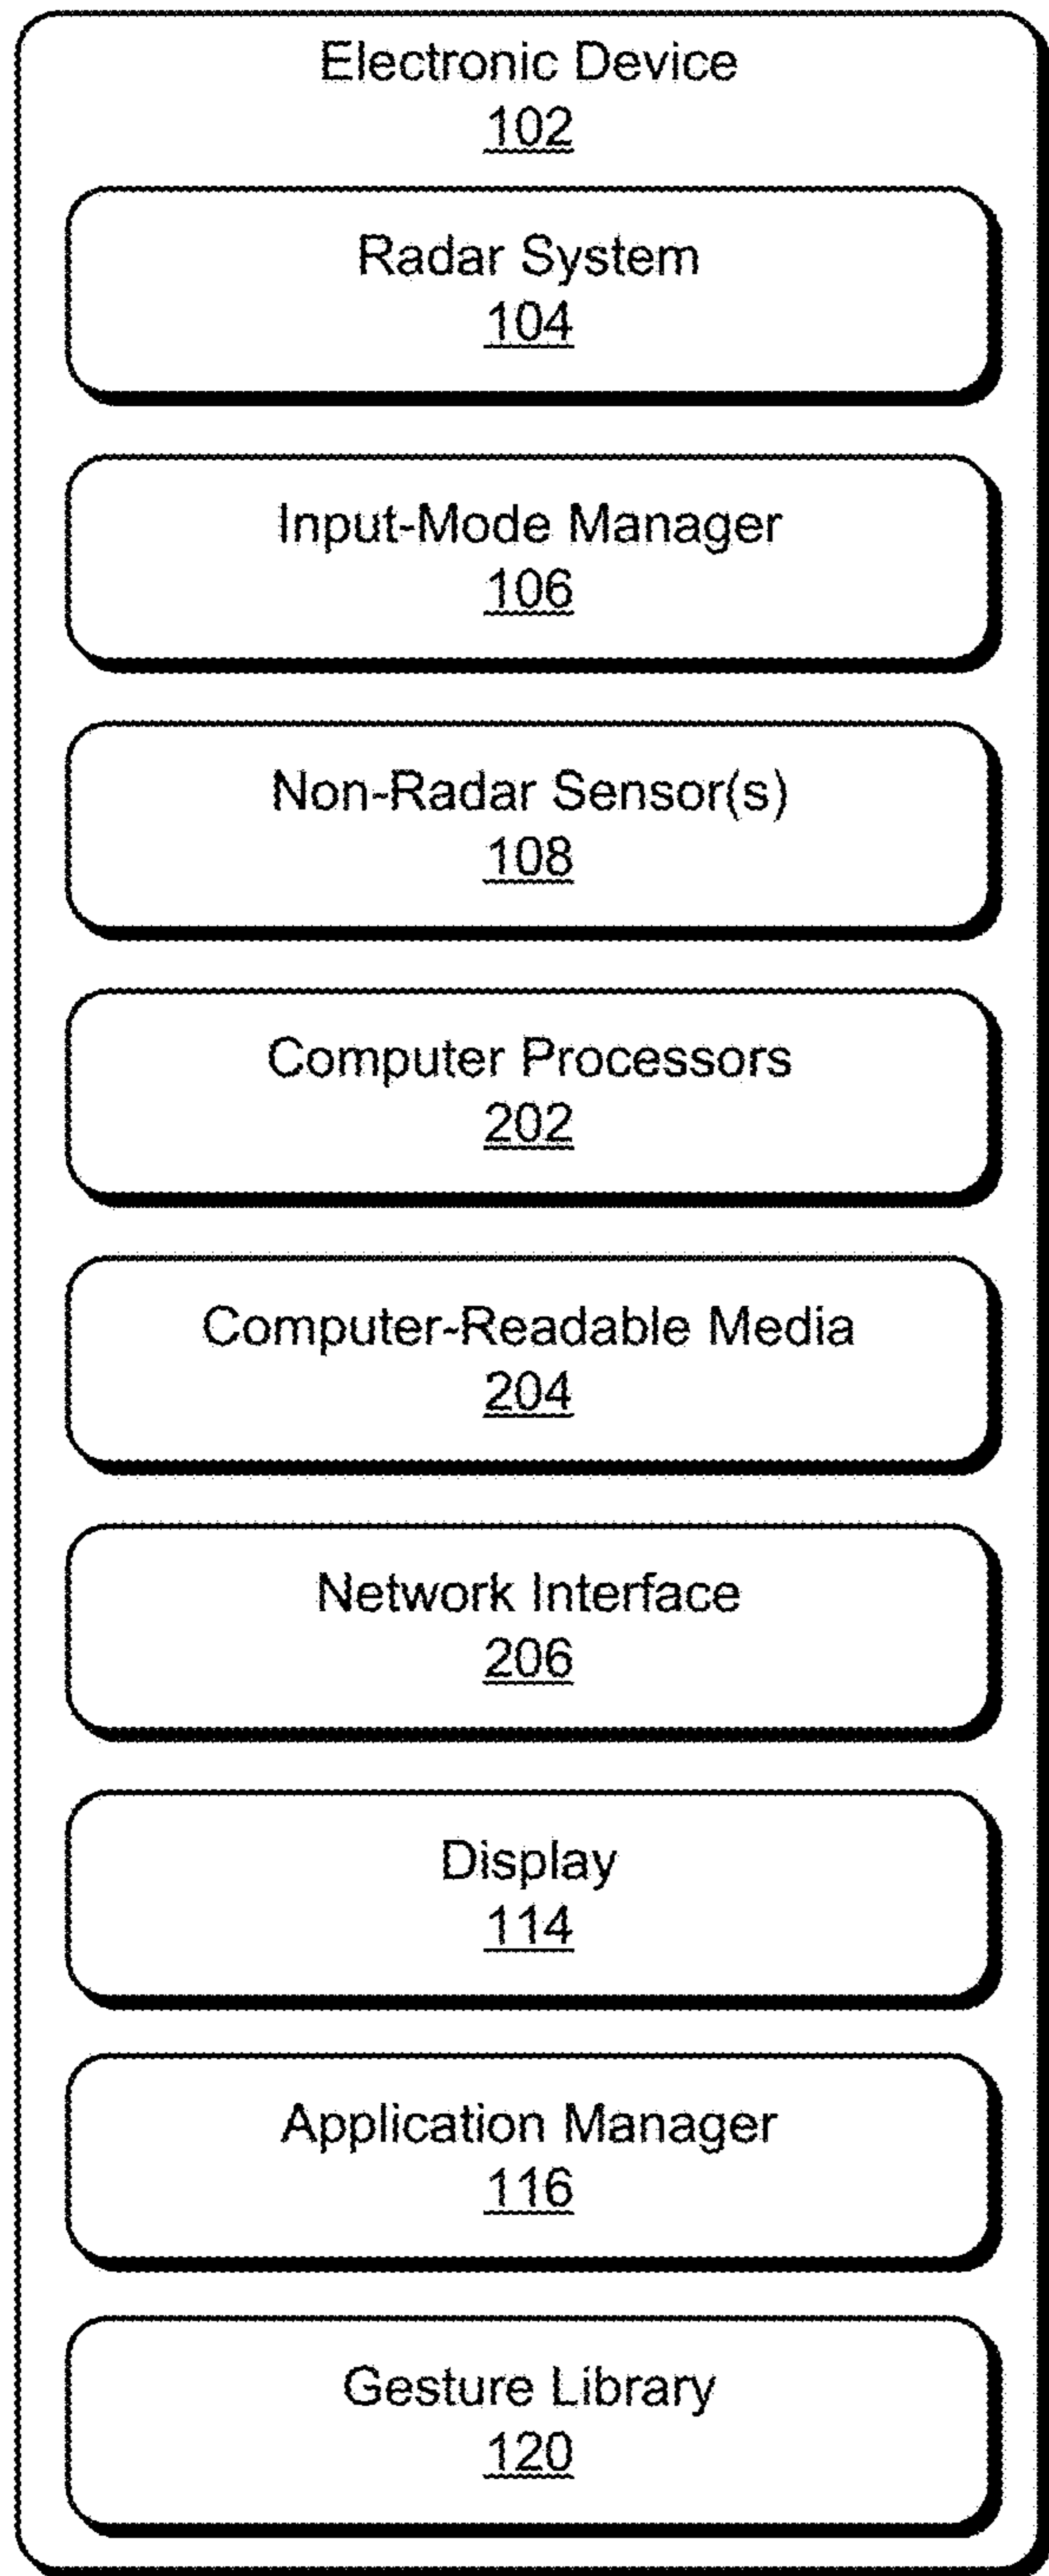 Electronic Device
102
Radar System
104
Input-Mode Manager
106
Non-Radar Sensor(s)
108
Computer Processors
202
Computer-Readable Media
204
Network Interface
206
Display
114
Application Manager
116
Gesture Library
120